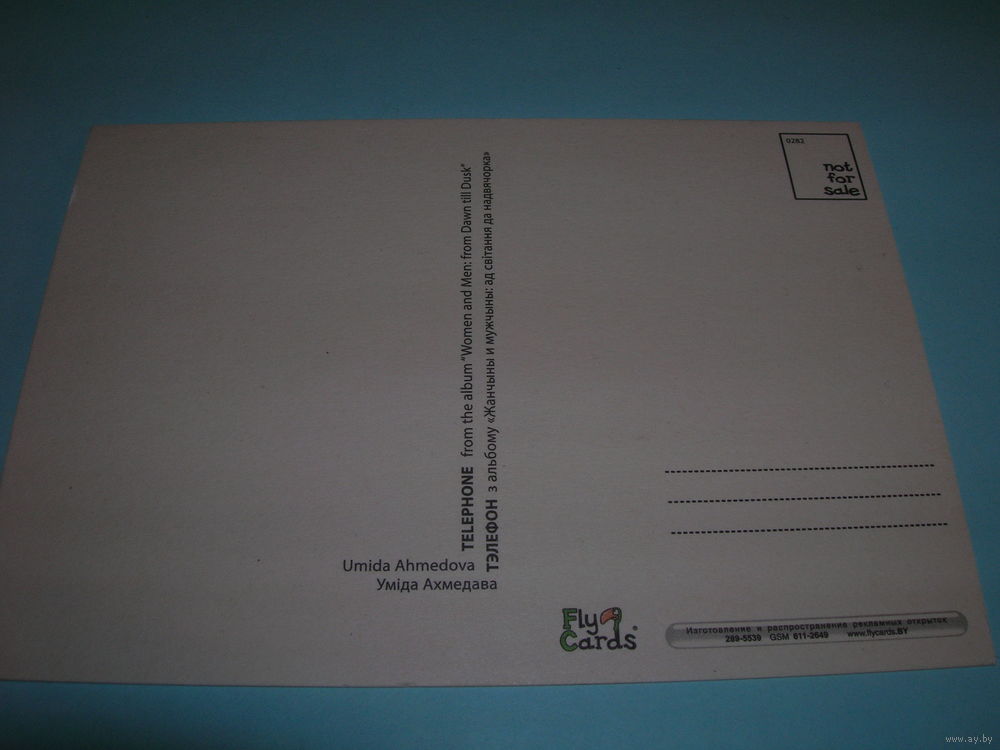 0282
not
for
sale
TELEPHONE from the album "Women and Men: from Dawn till Dusk"
ТЭЛЕФОН з альбому «Жанчыны и мужчыны: ад світання да надвячорка»
Umida Ahmedova
Уміда Ахмедава
Fly
Cards®
Изготовление и распространение рекламных открыток
289-5539 GSM 611-2649 www.flycards.BY
www.ay.by